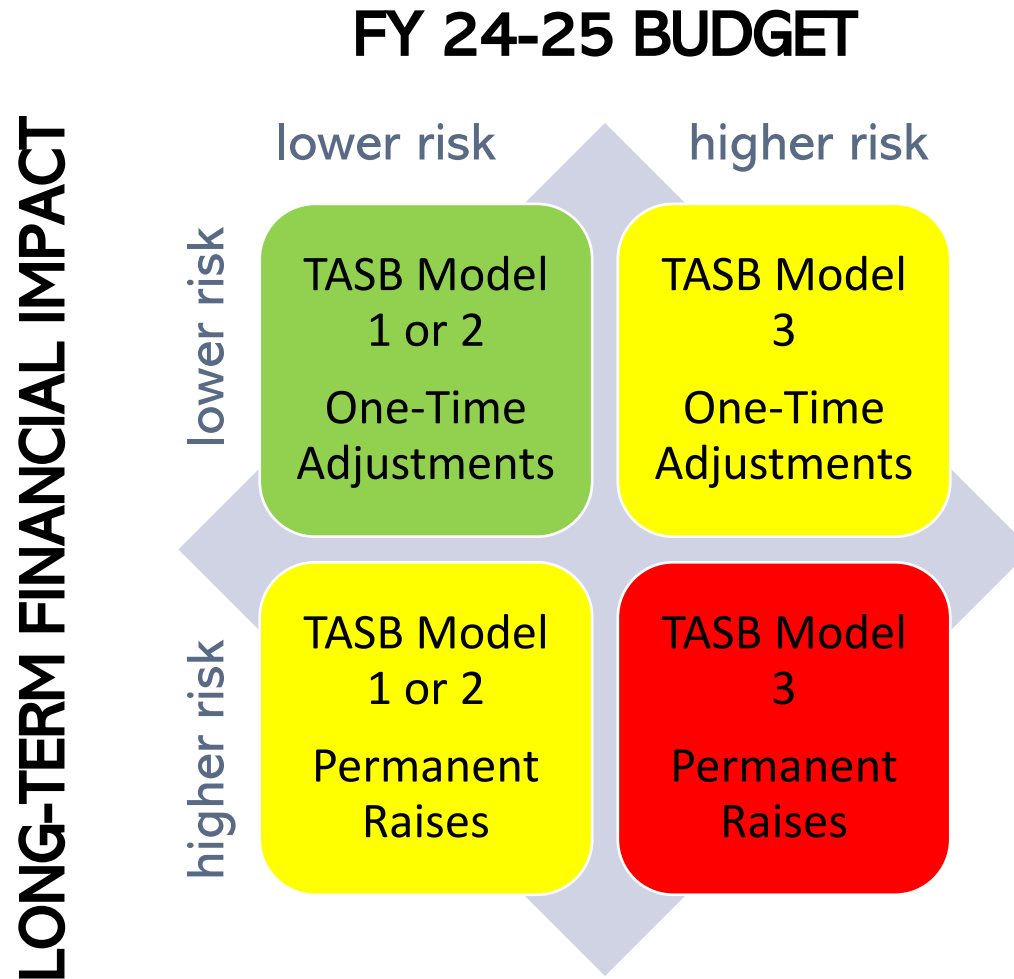 FY 24-25 BUDGET
LONG-TERM FINANCIAL IMPACT
lower risk
higher risk
lower risk
TASB Model
1 or 2
One-Time
Adjustments
TASB Model
3
One-Time
Adjustments
higher risk
TASB Model
1 or 2
Permanent
Raises
TASB Model
3
Permanent
Raises